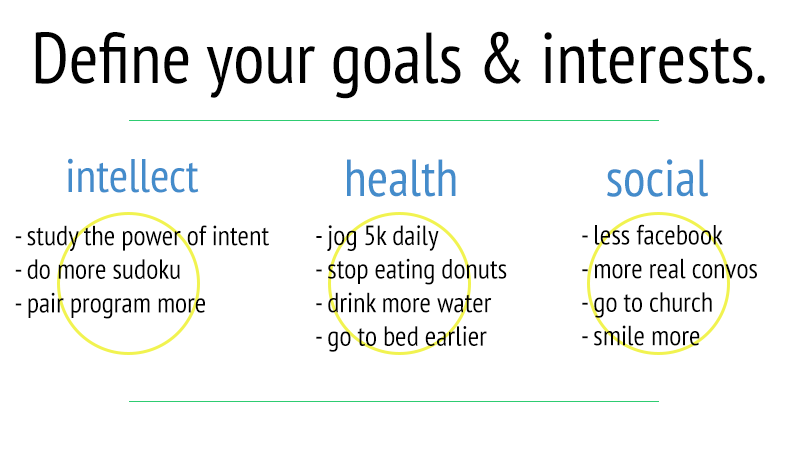 Define your goals & interests.
intellect
- study the power of intent
- do more sudoku
- pair program more
health
- jog 5k daily
- stop eating donuts
- drink more water
- go to bed earlier
social
- less facebook
- more real convos
- go to church
- smile more